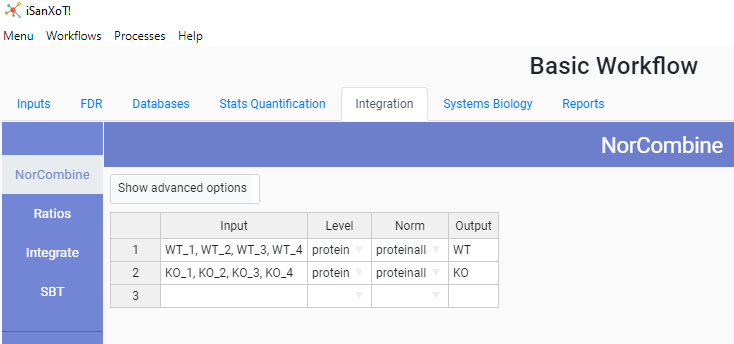 iSanXoT!
Menu Workflows Processes Help
Basic Workflow
Inputs FDR Databases Stats Quantification Integration Systems Biology Reports
NorCombine
NorCombine
Ratios
Integrate
SBT
Show advanced options
Input Level Norm Output
1 WT_1, WT_2, WT_3, WT_4 protein proteinall WT
2 KO_1, KO_2, KO_3, KO_4 protein proteinall KO
3